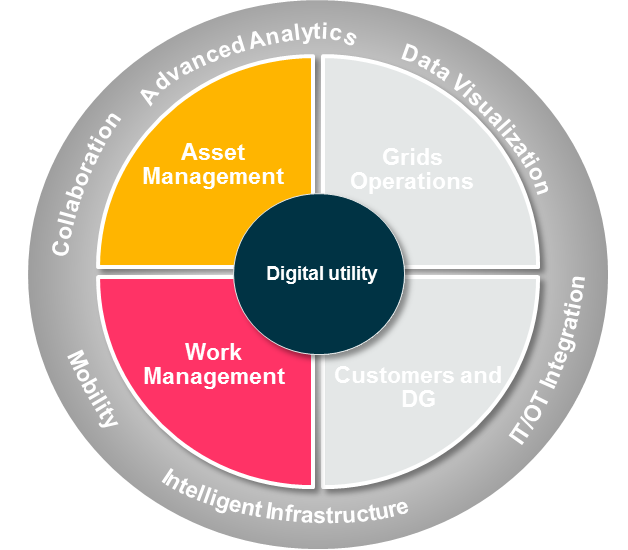 Advanced Analytics
Data Visualization
Collaboration
Asset
Management
Grids
Operations
Digital utility
Work
Management
Customers and
DG
Mobility
IT/OT Integration
Intelligent Infrastructure